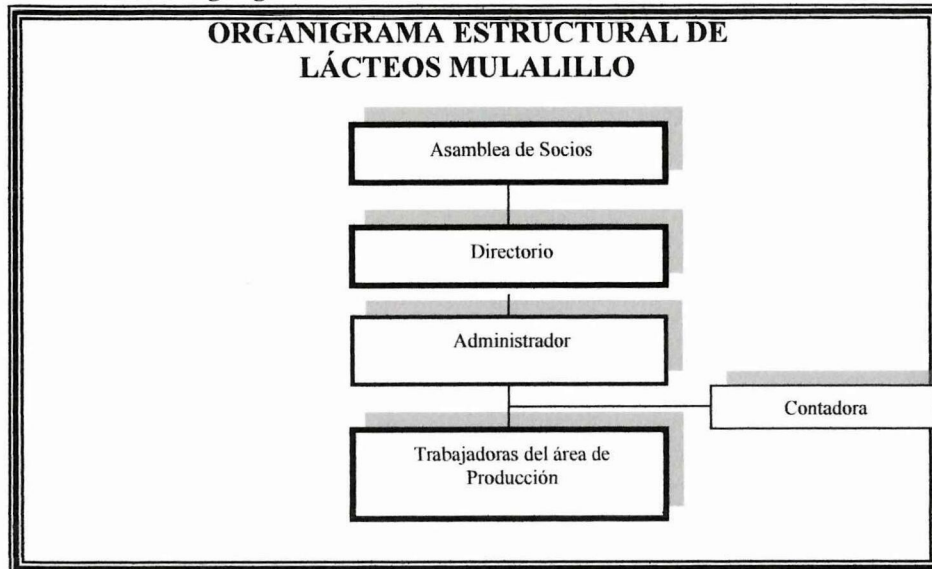 ORGANIGRAMA ESTRUCTURAL DE
LÁCTEOS MULALILLO
Asamblea de Socios
Directorio
Administrador
Contadora
Trabajadoras del área de
Producción